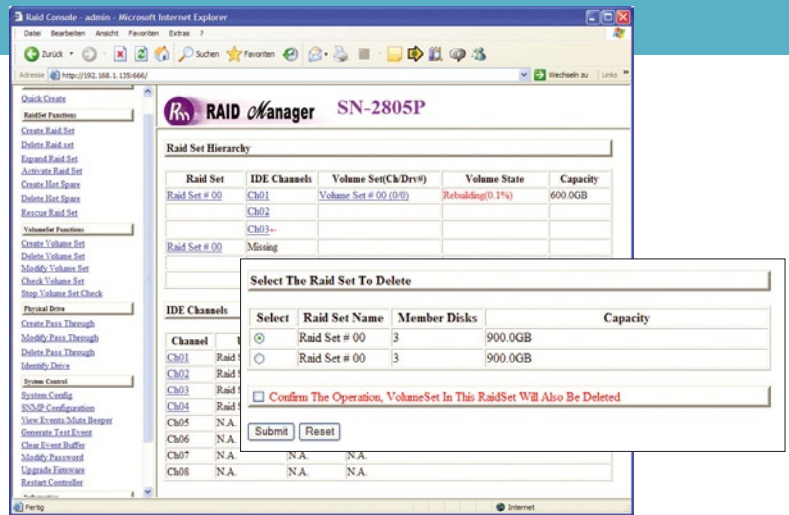 Raid Console - admin - Microsoft Internet Explorer
Datei Bearbeiten Ansicht Favoriten Extras ?
Zurück Suchen Favoriten
Adresse http://192.168.1.135:666/ Wechseln zu Links »
Quick Create
RaidSet Functions
Create Raid Set
Delete Raid set
Expand Raid Set
Activate Raid Set
Create Hot Spare
Delete Hot Spare
Rescue Raid Set
VolumeSet Functions
Create Volume Set
Delete Volume Set
Modify Volume Set
Check Volume Set
Stop Volume Set Check
Physical Drive
Create Pass Through
Modify Pass Through
Delete Pass Through
Identify Drive
System Control
System Config
SNMP Configuration
View Events/Mute Beeper
Generate Test Event
Clear Event Buffer
Modify Password
Upgrade Firmware
Restart Controller
Rm RAID Manager SN-2805P
Raid Set Hierarchy
Raid Set IDE Channels Volume Set(Ch/Drv#) Volume State Capacity
Raid Set # 00 Ch01 Volume Set # 00 (0/0) Rebuilding(0.1%) 600.0GB
Ch02
Ch03
Raid Set # 00 Missing
IDE Channels
Channel
Ch01 Raid
Ch02 Raid
Ch03 Raid
Ch04 Raid
Ch05 N.A.
Ch06 N.A.
Ch07 N.A. N.A. N.A.
Ch08 N.A. N.A. N.A.
Select The Raid Set To Delete
Select Raid Set Name Member Disks Capacity
Raid Set # 00 3 900.0GB
Raid Set # 00 3 900.0GB
Confirm The Operation, VolumeSet In This RaidSet Will Also Be Deleted
Submit Reset
Fertig Internet